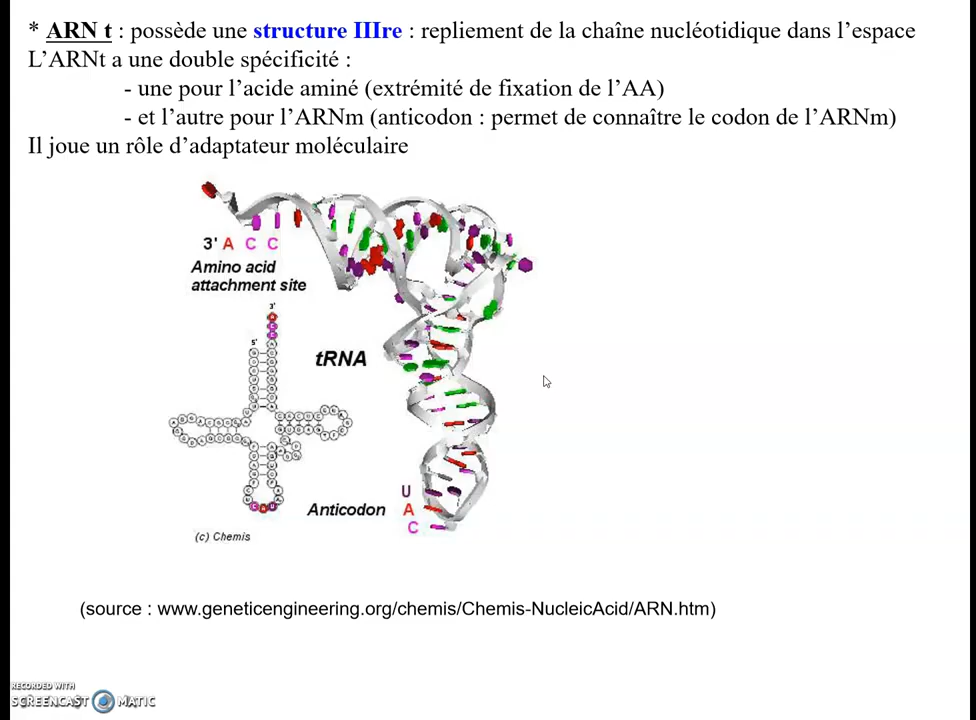 * ARN t : possède une structure IIIre : repliement de la chaîne nucléotidique dans l’espace
L’ARNt a une double spécificité :
- une pour l’acide aminé (extrémité de fixation de l’AA)
- et l’autre pour l’ARNm (anticodon : permet de connaître le codon de l’ARNm)
Il joue un rôle d’adaptateur moléculaire
3' A C C
Amino acid
attachment site
3'
5'
tRNA
U
Anticodon A
C
(c) Chemis
(source : www.geneticengineering.org/chemis/Chemis-NucleicAcid/ARN.htm)
RECORDED WITH
SCREENCAST MATIC